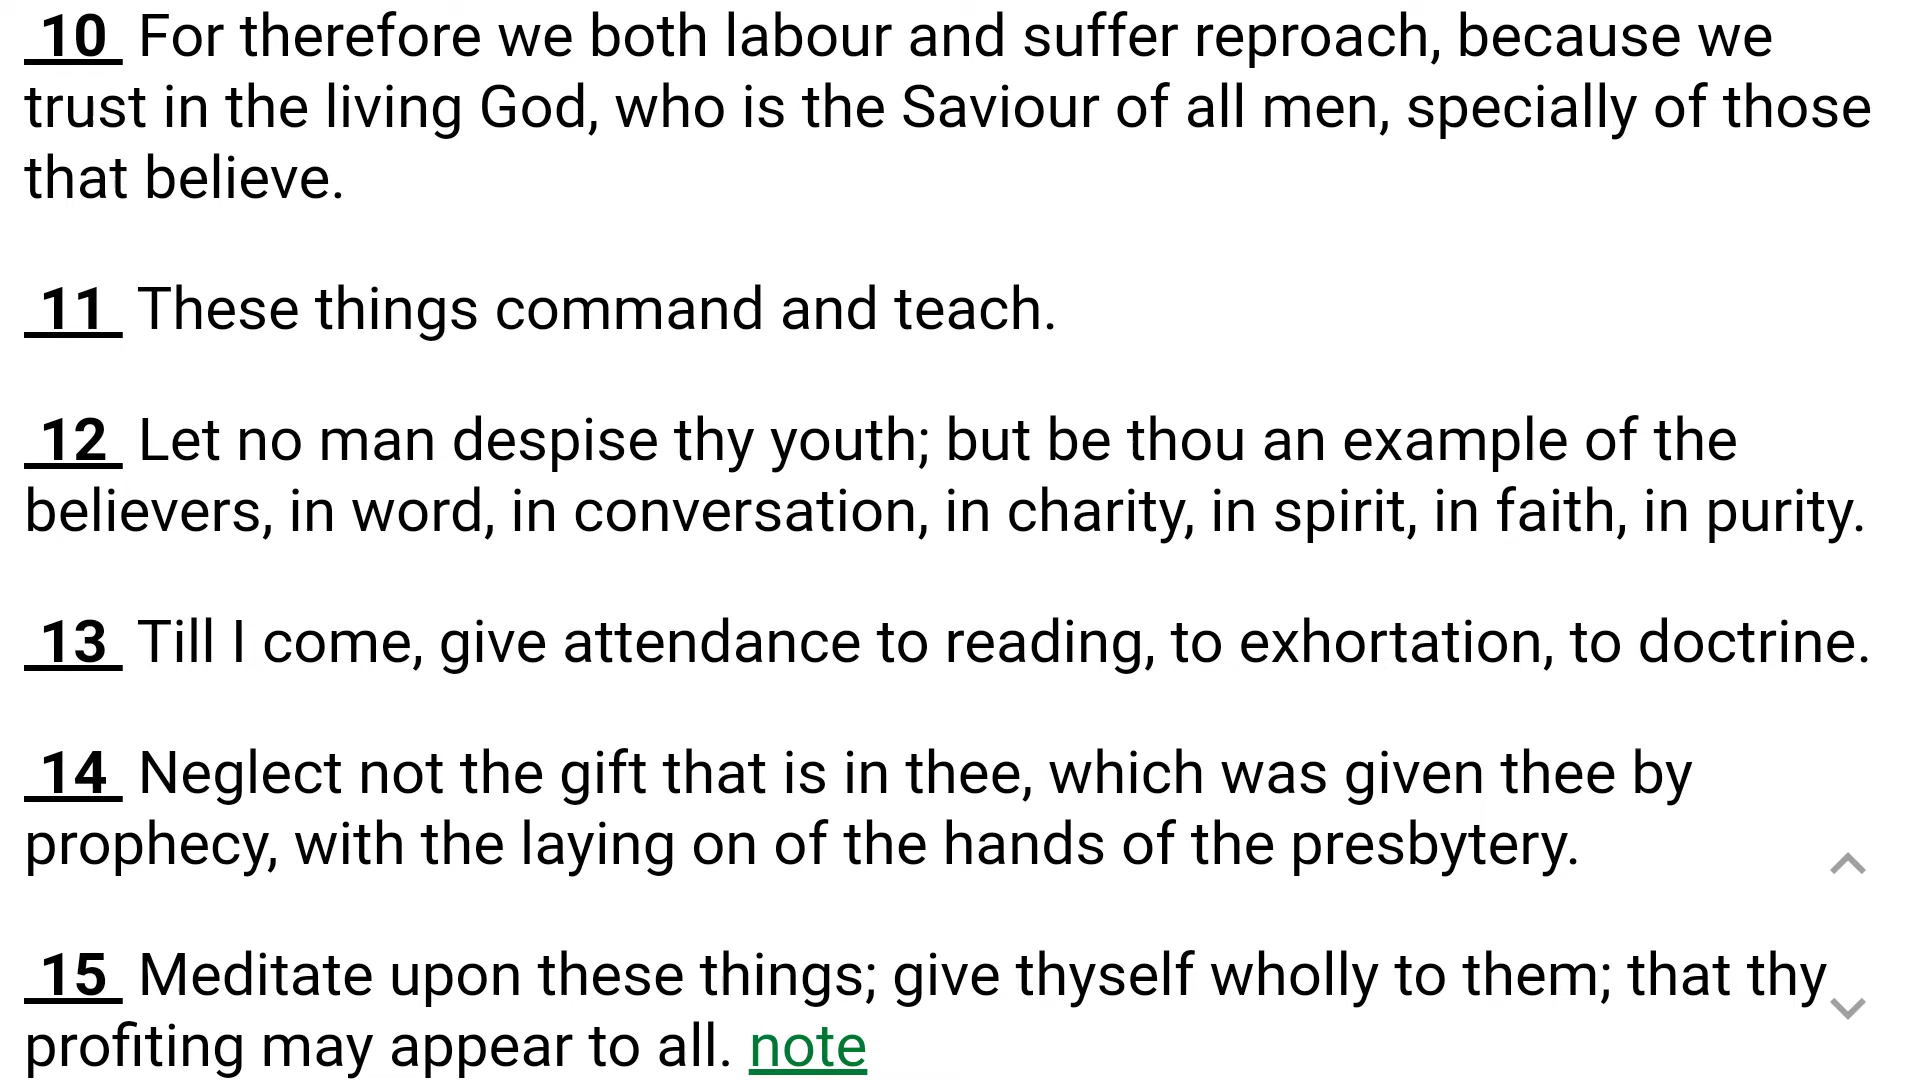 10 For therefore we both labour and suffer reproach, because we
trust in the living God, who is the Saviour of all men, specially of those
that believe.
11 These things command and teach.
12 Let no man despise thy youth; but be thou an example of the
believers, in word, in conversation, in charity, in spirit, in faith, in purity.
13 Till I come, give attendance to reading, to exhortation, to doctrine.
14 Neglect not the gift that is in thee, which was given thee by
prophecy, with the laying on of the hands of the presbytery.
15 Meditate upon these things; give thyself wholly to them; that thy
profiting may appear to all. note